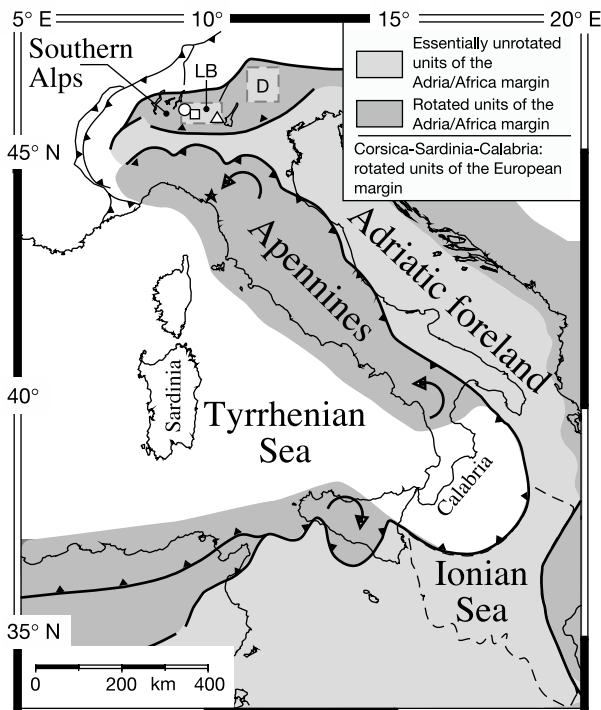 5° E
10°
15°
20° E
Southern
Alps
LB
D
Essentially unrotated
units of the
Adria/Africa margin
Rotated units of the
Adria/Africa margin
Corsica-Sardinia-Calabria:
rotated units of the European
margin
45° N
Apennines
Adriatic foreland
40°
Sardinia
Tyrrhenian
Sea
Calabria
Ionian
Sea
35° N
0
200
km
400